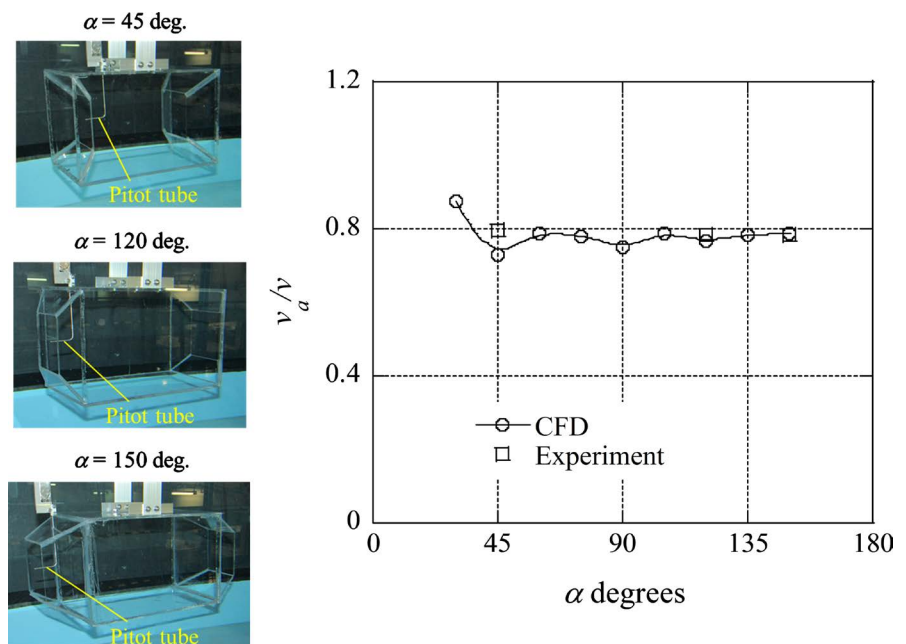 α = 45 deg.
Pitot tube
α = 120 deg.
Pitot tube
α = 150 deg.
Pitot tube
1.2
0.8
0.4
0
v_a/v
CFD
Experiment
0
45
90
135
180
α degrees